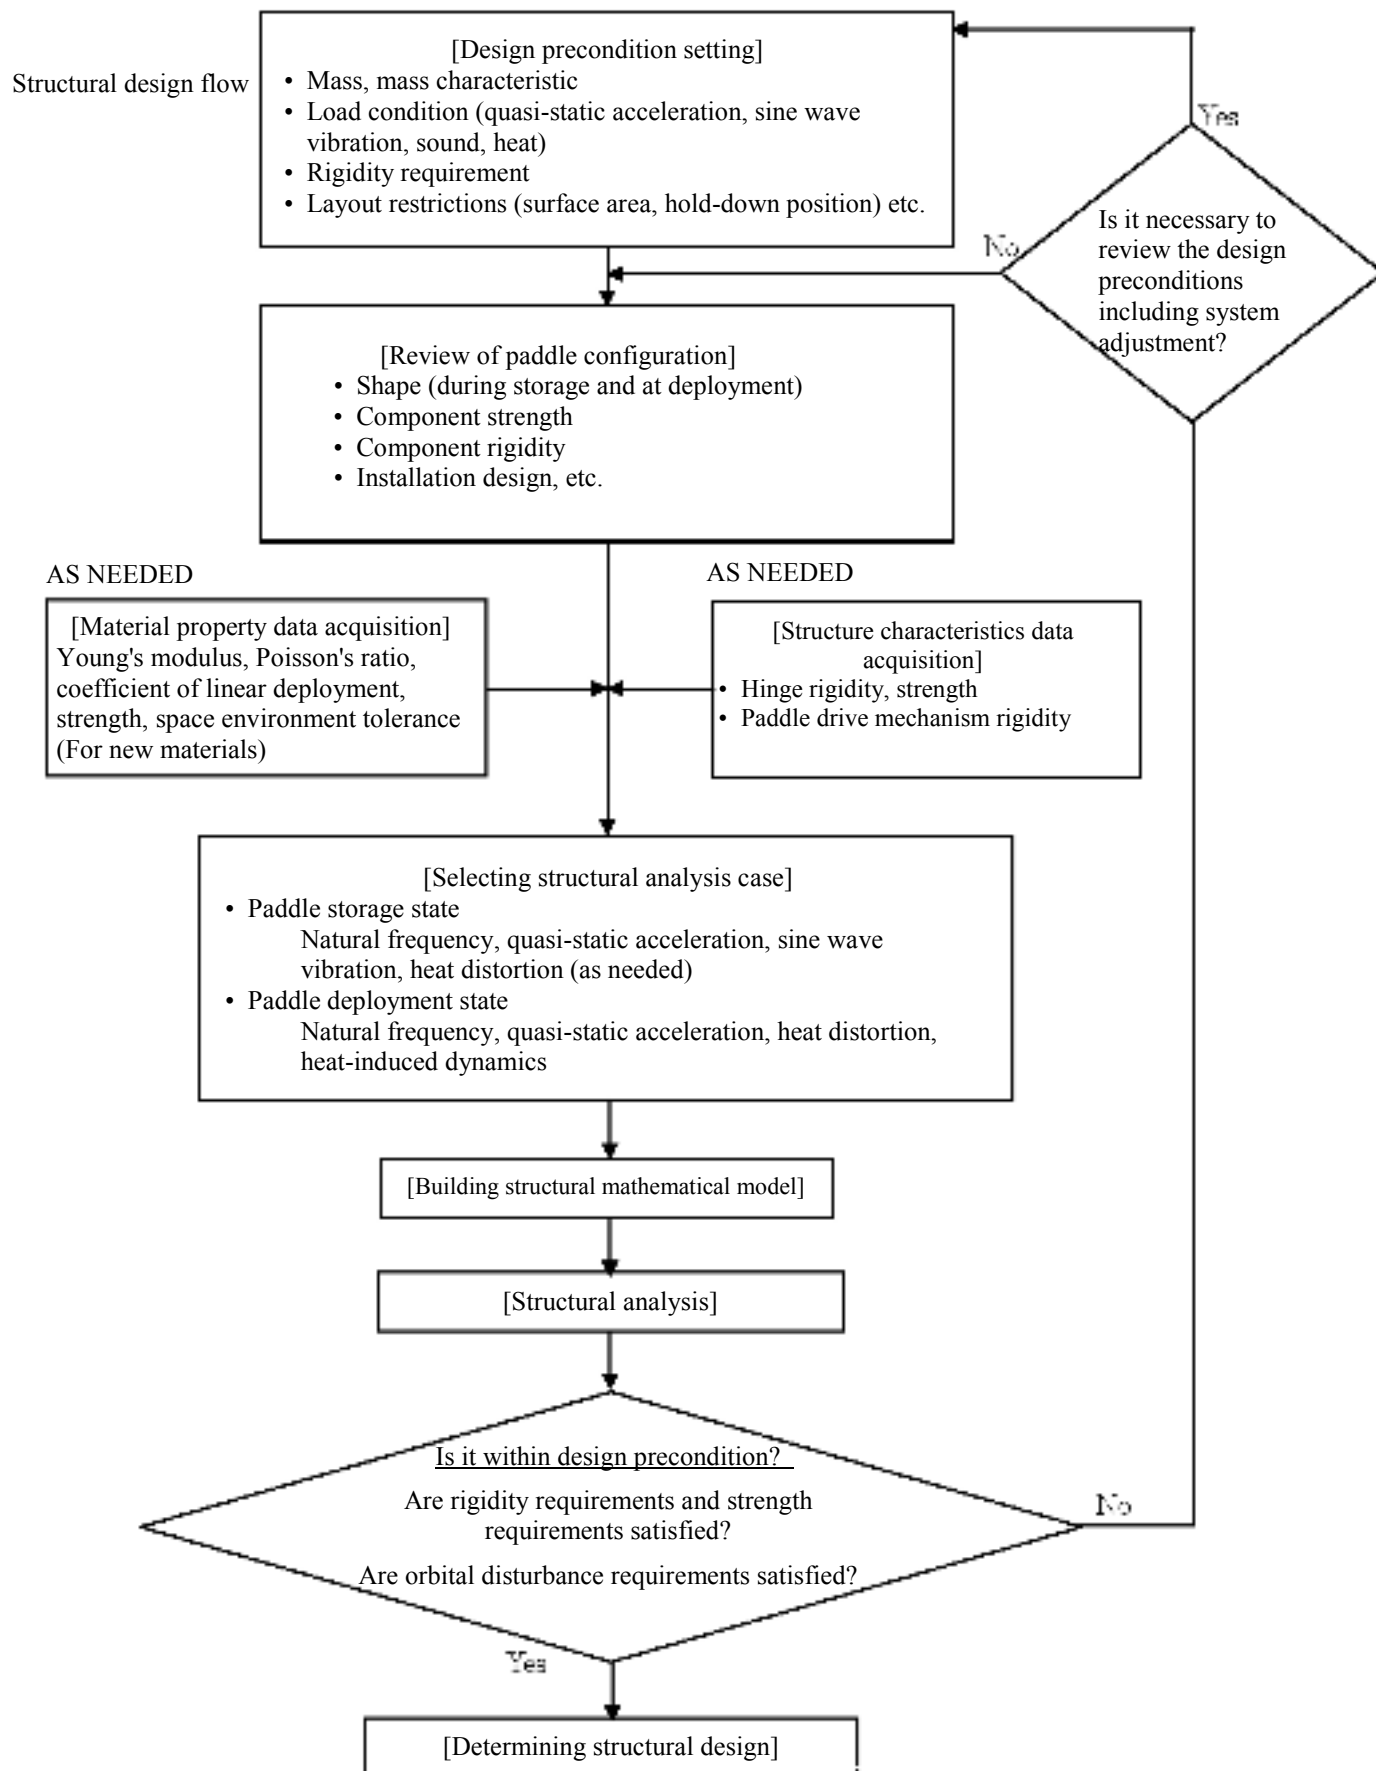 Structural design flow
[Design precondition setting]
• Mass, mass characteristic
• Load condition (quasi-static acceleration, sine wave
vibration, sound, heat)
• Rigidity requirement
• Layout restrictions (surface area, hold-down position) etc.
Yes
Is it necessary to
review the design
preconditions
including system
adjustment?
No
[Review of paddle configuration]
• Shape (during storage and at deployment)
• Component strength
• Component rigidity
• Installation design, etc.
AS NEEDED
[Material property data acquisition]
Young's modulus, Poisson's ratio,
coefficient of linear deployment,
strength, space environment tolerance
(For new materials)
AS NEEDED
[Structure characteristics data
acquisition]
• Hinge rigidity, strength
• Paddle drive mechanism rigidity
[Selecting structural analysis case]
• Paddle storage state
Natural frequency, quasi-static acceleration, sine wave
vibration, heat distortion (as needed)
• Paddle deployment state
Natural frequency, quasi-static acceleration, heat distortion,
heat-induced dynamics
[Building structural mathematical model]
[Structural analysis]
Is it within design precondition?
Are rigidity requirements and strength
requirements satisfied?
Are orbital disturbance requirements satisfied?
No
Yes
[Determining structural design]